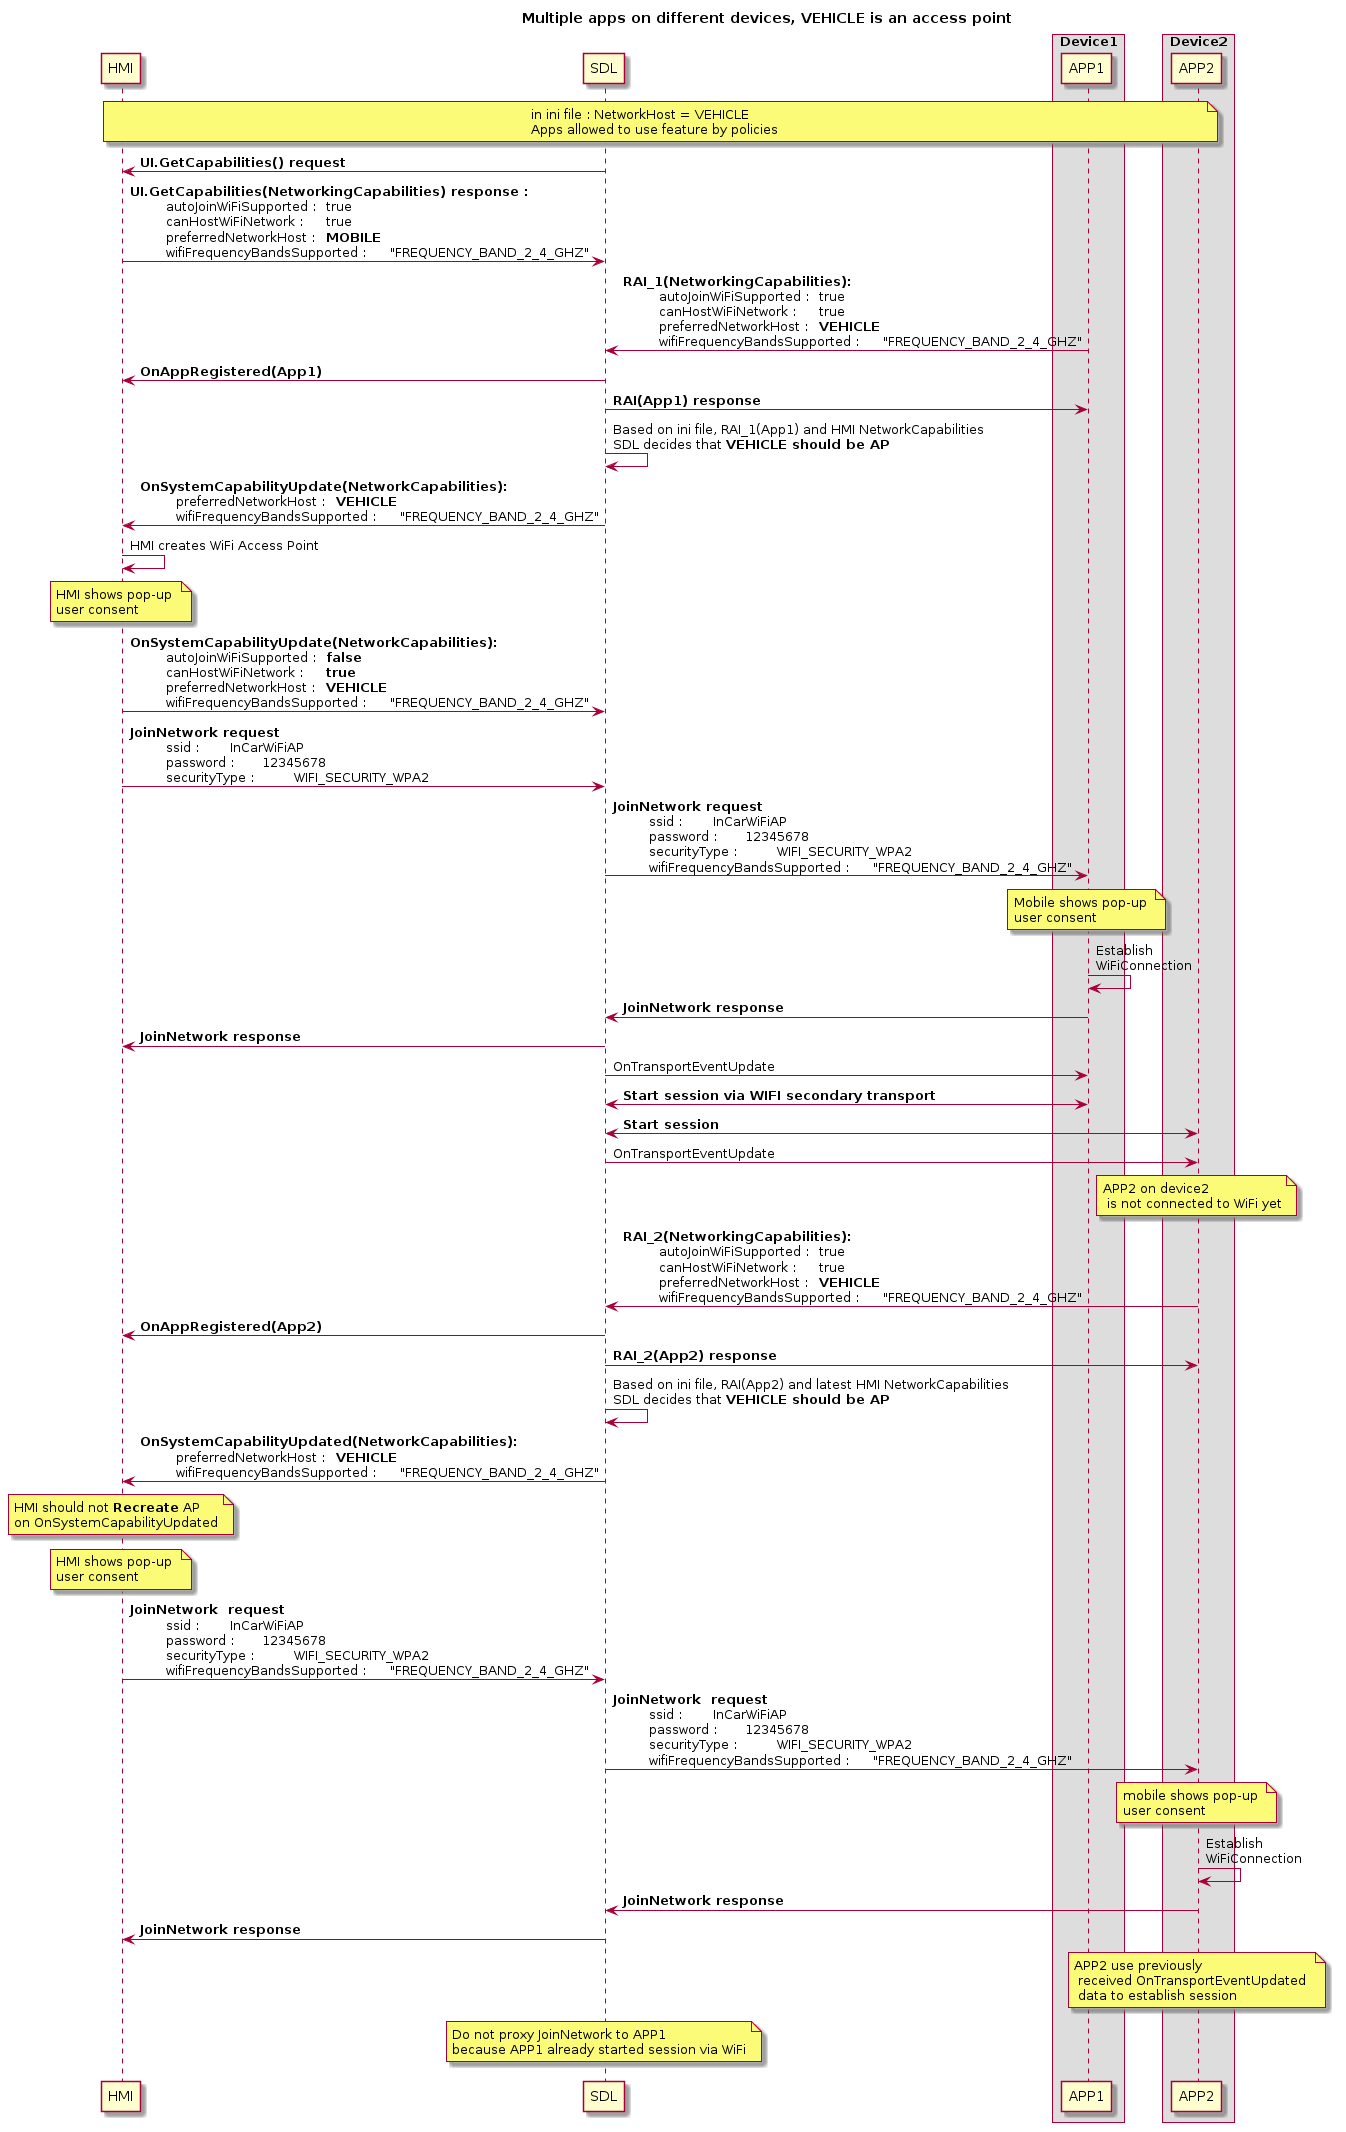 Multiple apps on different devices, VEHICLE is an access point
Device1
Device2
HMI
SDL
APP1
APP2
in ini file : NetworkHost = VEHICLE
Apps allowed to use feature by policies
UI.GetCapabilities() request
UI.GetCapabilities(NetworkingCapabilities) response :
autoJoinWiFiSupported : true
canHostWiFiNetwork : true
preferredNetworkHost : MOBILE
wifiFrequencyBandsSupported : "FREQUENCY_BAND_2_4_GHZ"
RAI_1(NetworkingCapabilities):
autoJoinWiFiSupported : true
canHostWiFiNetwork : true
preferredNetworkHost : VEHICLE
wifiFrequencyBandsSupported : "FREQUENCY_BAND_2_4_GHZ"
OnAppRegistered(App1)
RAI(App1) response
Based on ini file, RAI_1(App1) and HMI NetworkCapabilities
SDL decides that VEHICLE should be AP
OnSystemCapabilityUpdate(NetworkCapabilities):
preferredNetworkHost : VEHICLE
wifiFrequencyBandsSupported : "FREQUENCY_BAND_2_4_GHZ"
HMI creates WiFi Access Point
HMI shows pop-up
user consent
OnSystemCapabilityUpdate(NetworkCapabilities):
autoJoinWiFiSupported : false
canHostWiFiNetwork : true
preferredNetworkHost : VEHICLE
wifiFrequencyBandsSupported : "FREQUENCY_BAND_2_4_GHZ"
JoinNetwork request
ssid : InCarWiFiAP
password : 12345678
securityType : WIFI_SECURITY_WPA2
JoinNetwork request
ssid : InCarWiFiAP
password : 12345678
securityType : WIFI_SECURITY_WPA2
wifiFrequencyBandsSupported : "FREQUENCY_BAND_2_4_GHZ"
Mobile shows pop-up
user consent
Establish
WiFiConnection
JoinNetwork response
JoinNetwork response
OnTransportEventUpdate
Start session via WIFI secondary transport
Start session
OnTransportEventUpdate
APP2 on device2
is not connected to WiFi yet
RAI_2(NetworkingCapabilities):
autoJoinWiFiSupported : true
canHostWiFiNetwork : true
preferredNetworkHost : VEHICLE
wifiFrequencyBandsSupported : "FREQUENCY_BAND_2_4_GHZ"
OnAppRegistered(App2)
RAI_2(App2) response
Based on ini file, RAI(App2) and latest HMI NetworkCapabilities
SDL decides that VEHICLE should be AP
OnSystemCapabilityUpdated(NetworkCapabilities):
preferredNetworkHost : VEHICLE
wifiFrequencyBandsSupported : "FREQUENCY_BAND_2_4_GHZ"
HMI should not Recreate AP
on OnSystemCapabilityUpdated
HMI shows pop-up
user consent
JoinNetwork request
ssid : InCarWiFiAP
password : 12345678
securityType : WIFI_SECURITY_WPA2
wifiFrequencyBandsSupported : "FREQUENCY_BAND_2_4_GHZ"
JoinNetwork request
ssid : InCarWiFiAP
password : 12345678
securityType : WIFI_SECURITY_WPA2
wifiFrequencyBandsSupported : "FREQUENCY_BAND_2_4_GHZ"
mobile shows pop-up
user consent
Establish
WiFiConnection
JoinNetwork response
JoinNetwork response
APP2 use previously
received OnTransportEventUpdated
data to establish session
Do not proxy JoinNetwork to APP1
because APP1 already started session via WiFi
HMI
SDL
APP1
APP2